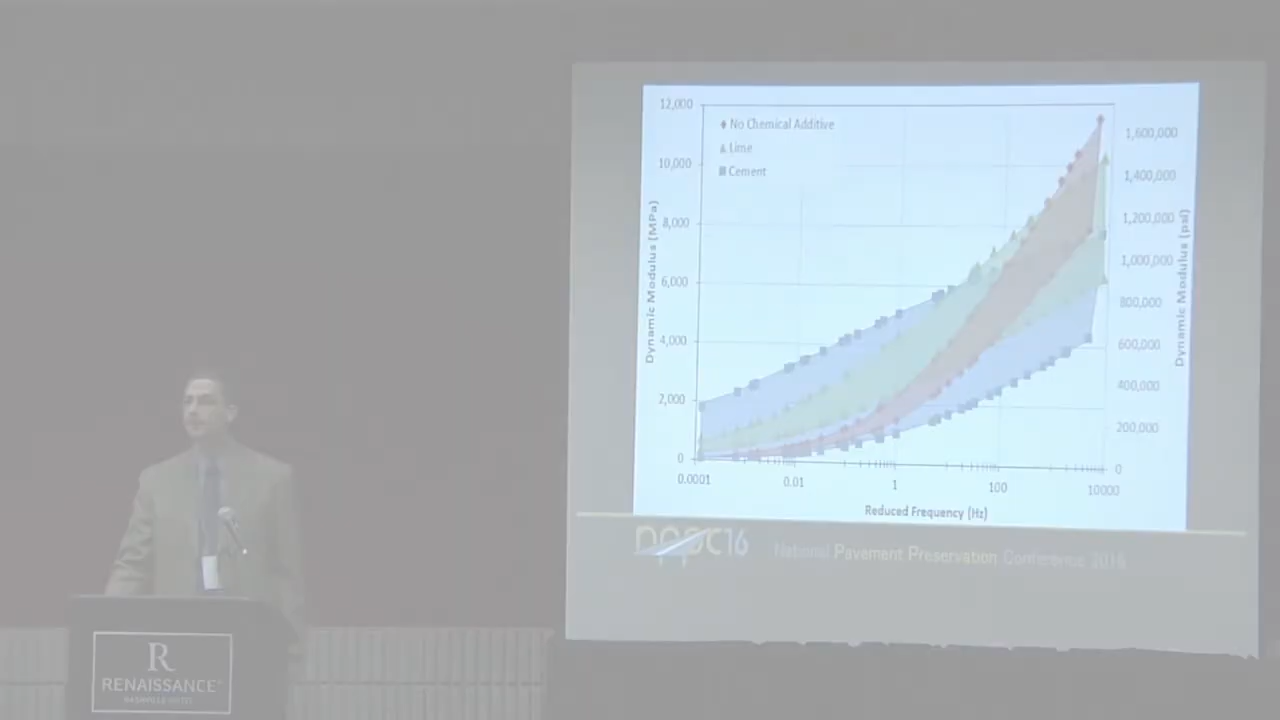 12,000
10,000
8,000
6,000
4,000
2,000
0
Dynamic Modulus (MPa)
No Chemical Additive
Lime
Cement
1,600,000
1,400,000
1,200,000
1,000,000
800,000
600,000
400,000
200,000
0
Dynamic Modulus (psi)
0.0001
0.01
1
100
10000
Reduced Frequency (Hz)
National Pavement Preservation Conference 2016
R
RENAISSANCE